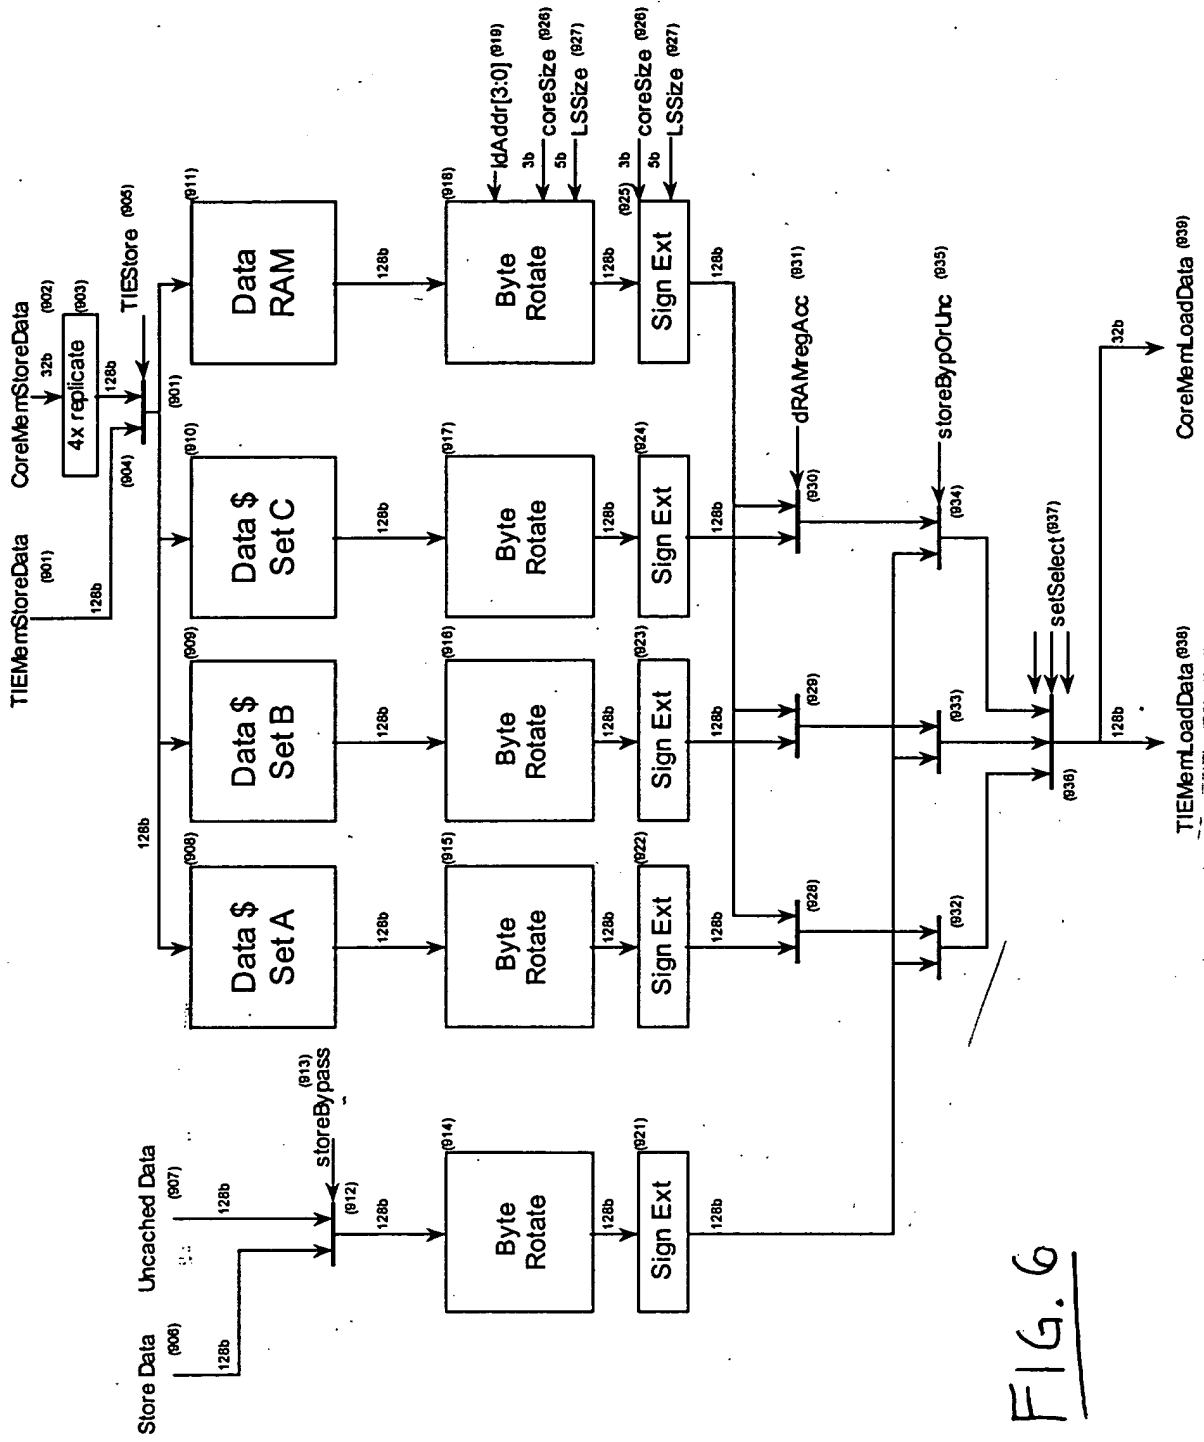 TIEMemStoreData
(901)
128b
CoreMemStoreData
(902)
32b
4x replicate
(903)
128b
(904)
TIEStore (905)
(901)
128b
Store Data
(906)
128b
Uncached Data
(907)
128b
storeBypass
(913)
(912)
128b
Data $
Set A
(908)
Data $
Set B
(909)
Data $
Set C
(910)
Data
RAM
(911)
128b
128b
128b
128b
Byte
Rotate
(914)
Byte
Rotate
(915)
Byte
Rotate
(916)
Byte
Rotate
(917)
Byte
Rotate
(918)
ldAddr[3:0] (919)
3b
coreSize (926)
5b
LSSize (927)
128b
128b
128b
128b
128b
Sign Ext
(921)
Sign Ext
(922)
Sign Ext
(923)
Sign Ext
(924)
Sign Ext
(925)
3b
coreSize (926)
5b
LSSize (927)
128b
128b
128b
128b
128b
(928)
(929)
(930)
dRAMregAcc (931)
(932)
(933)
(934)
storeBypOrUnc (935)
(936)
setSelect (937)
128b
32b
TIEMemLoadData (938)
CoreMemLoadData (939)
FIG. 6